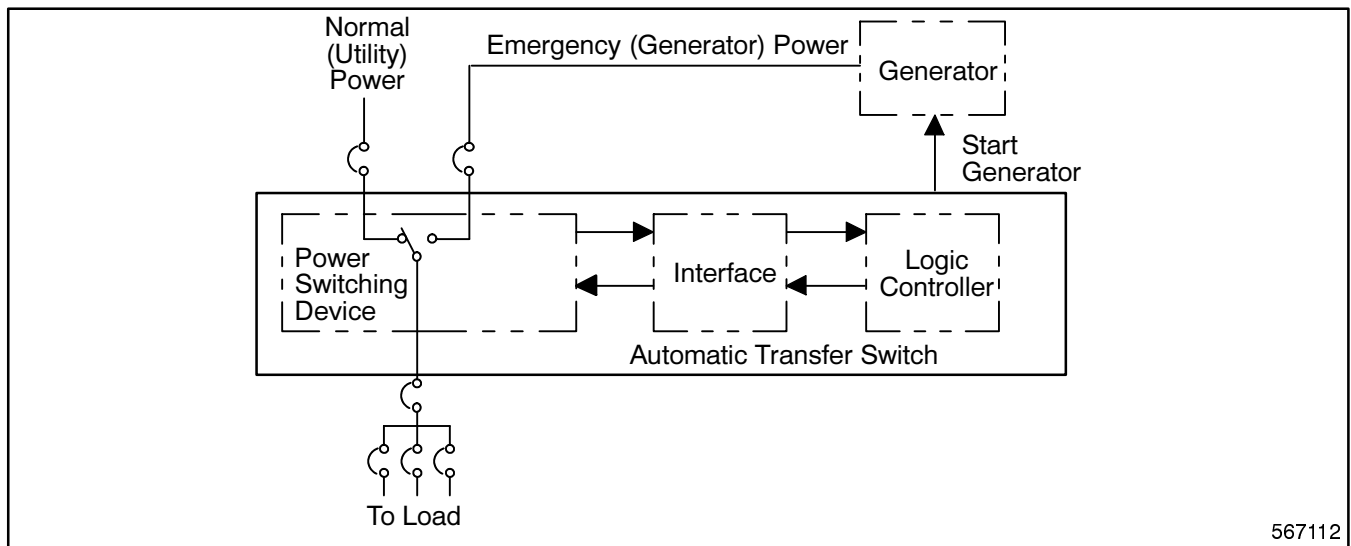 Normal
(Utility)
Power
Emergency (Generator) Power
Generator
Start
Generator
Power
Switching
Device
Interface
Logic
Controller
Automatic Transfer Switch
To Load
567112